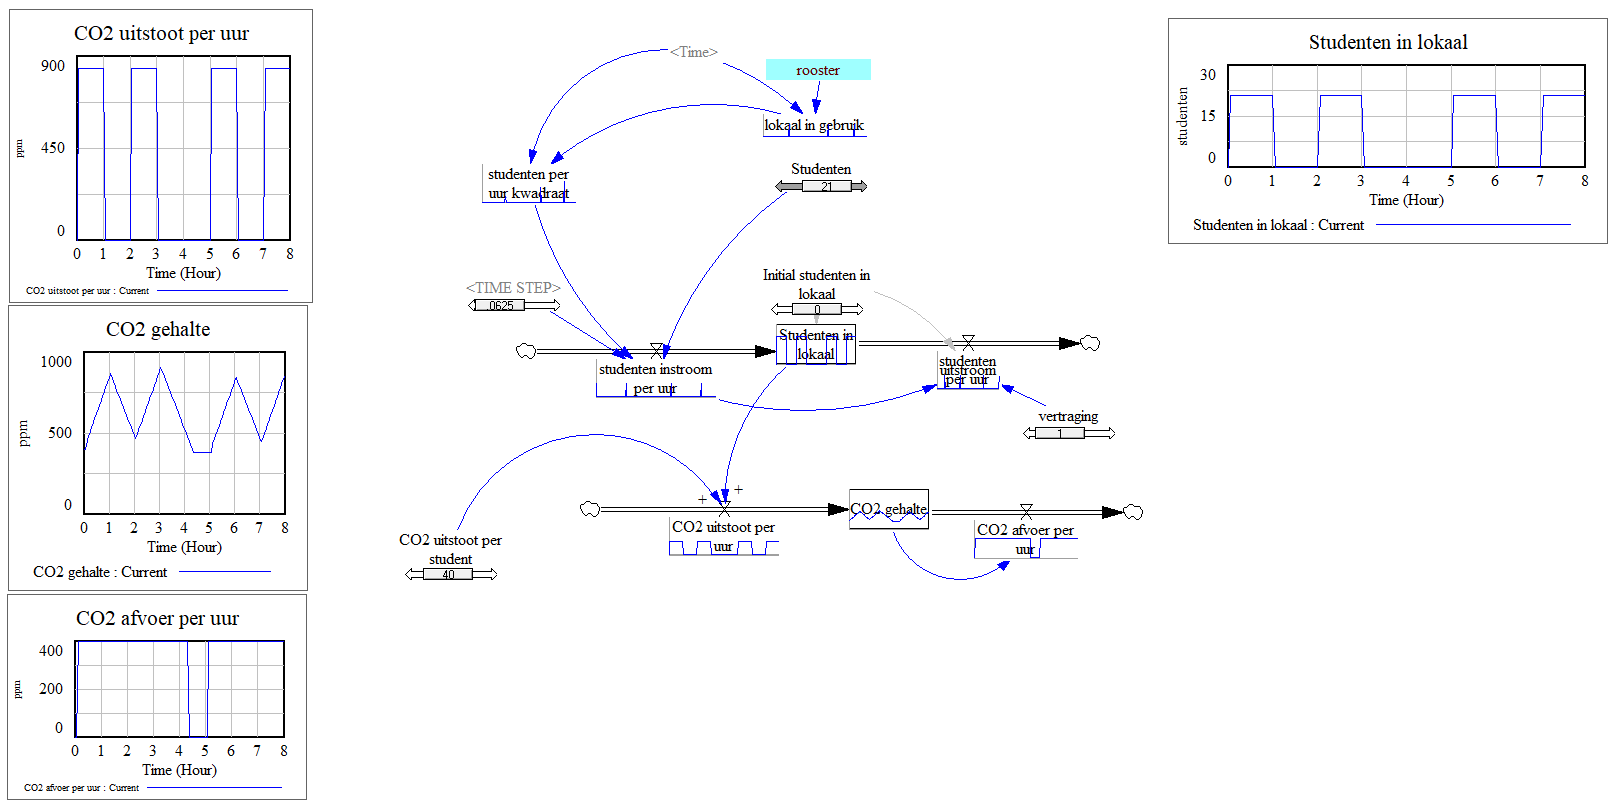 CO2 uitstoot per uur
900
450
0
ppm
0 1 2 3 4 5 6 7 8
Time (Hour)
CO2 uitstoot per uur : Current
CO2 gehalte
1000
500
0
ppm
0 1 2 3 4 5 6 7 8
Time (Hour)
CO2 gehalte : Current
CO2 afvoer per uur
400
200
0
ppm
0 1 2 3 4 5 6 7 8
Time (Hour)
CO2 afvoer per uur : Current
<Time>
rooster
lokaal in gebruik
studenten per
uur kwadraat
Studenten
21
<TIME STEP>
.0625
Initial studenten in
lokaal
0
Studenten in
lokaal
studenten instroom
per uur
studenten
uitstroom
per uur
vertraging
1
+
+
CO2 uitstoot per
uur
CO2 gehalte
CO2 afvoer per
uur
CO2 uitstoot per
student
40
Studenten in lokaal
30
15
0
studenten
0 1 2 3 4 5 6 7 8
Time (Hour)
Studenten in lokaal : Current